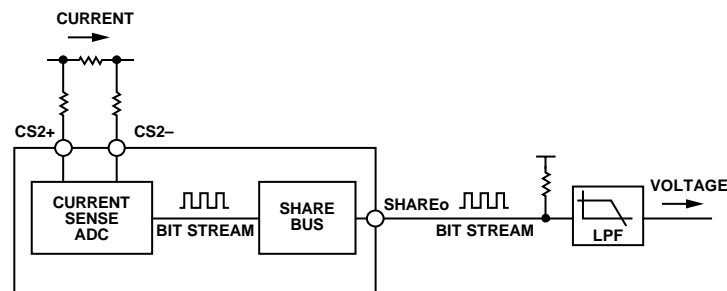 CURRENT
CS2+
CS2–
CURRENT
SENSE
ADC
BIT STREAM
SHARE
BUS
SHAREo
BIT STREAM
VOLTAGE
LPF